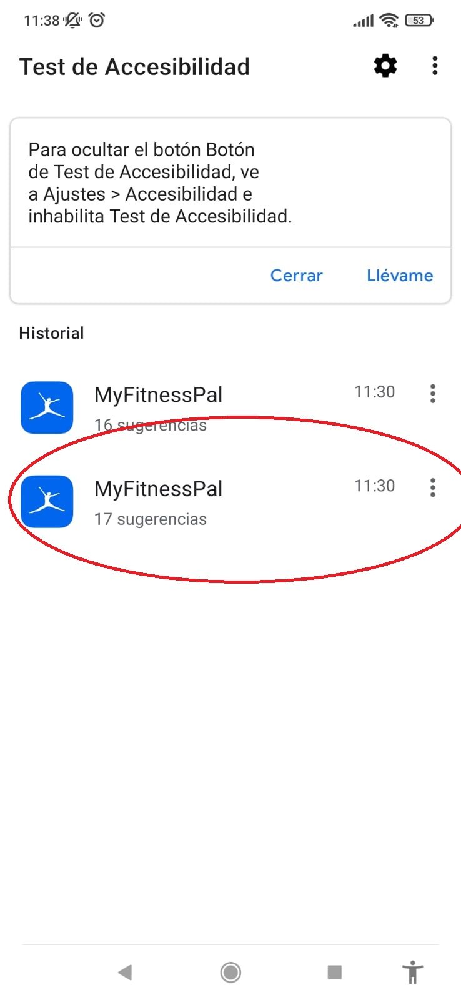 11:38
53
Test de Accesibilidad
Para ocultar el botón Botón
de Test de Accesibilidad, ve
a Ajustes > Accesibilidad e
inhabilita Test de Accesibilidad.
Cerrar Llévame
Historial
MyFitnessPal 11:30
16 sugerencias
MyFitnessPal 11:30
17 sugerencias